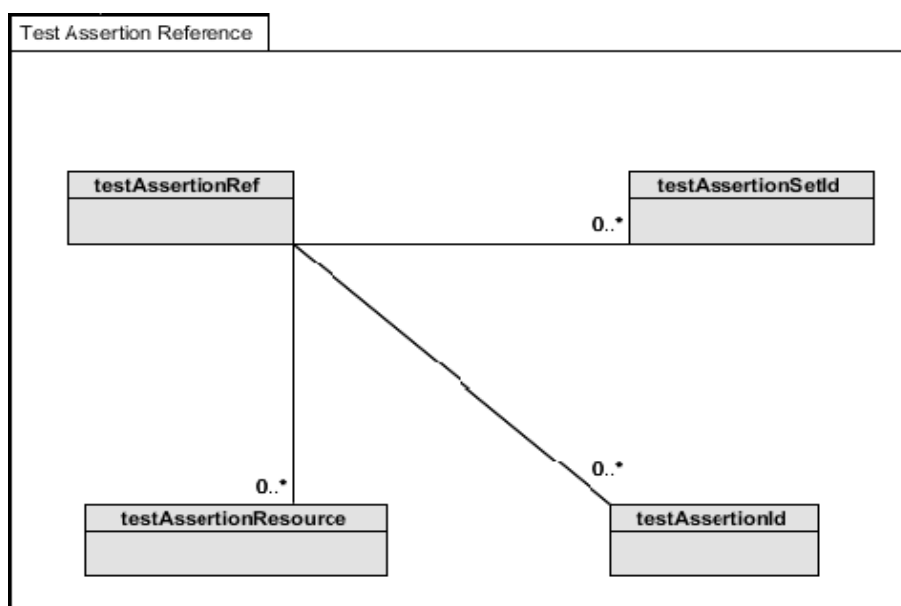 Test Assertion Reference
testAssertionRef
testAssertionSetId
0..*
0..*
0..*
testAssertionResource
testAssertionId